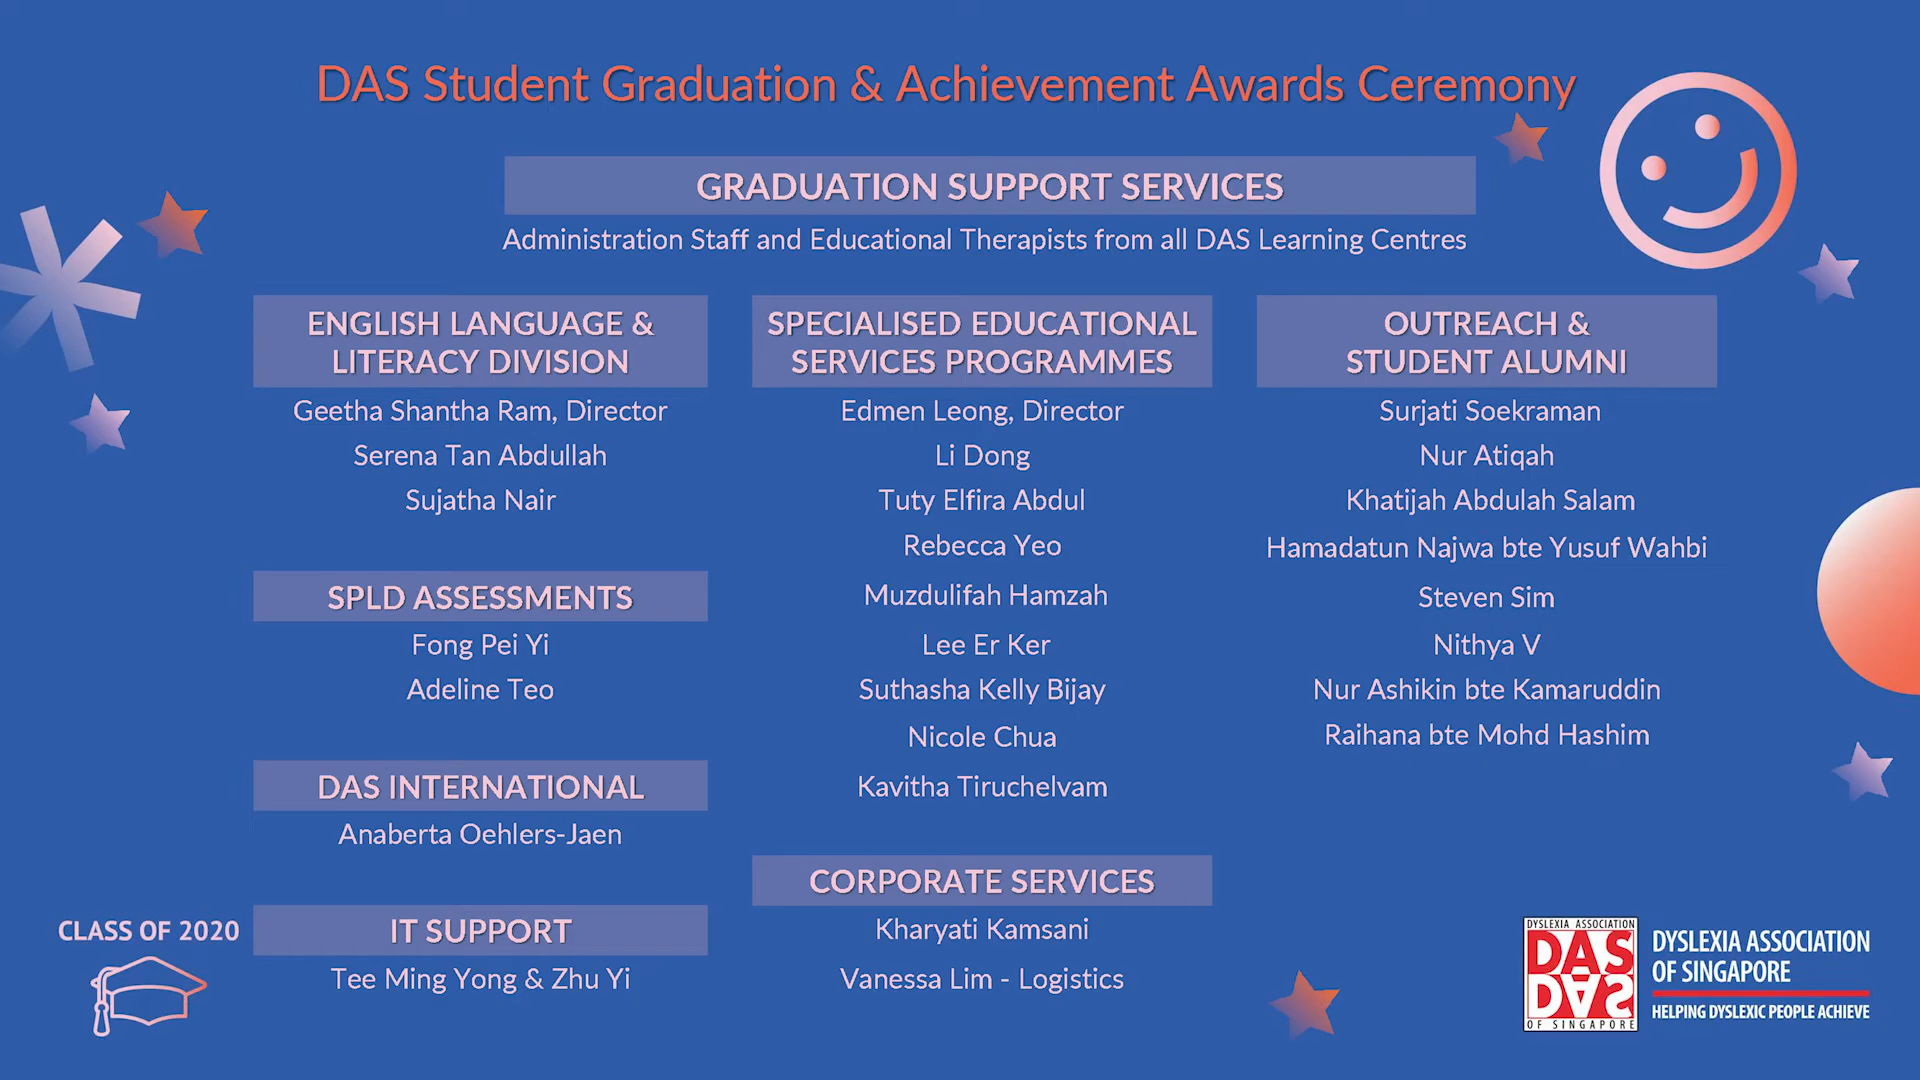 DAS Student Graduation & Achievement Awards Ceremony
GRADUATION SUPPORT SERVICES
Administration Staff and Educational Therapists from all DAS Learning Centres
ENGLISH LANGUAGE &
LITERACY DIVISION
Geetha Shantha Ram, Director
Serena Tan Abdullah
Sujatha Nair
SPLD ASSESSMENTS
Fong Pei Yi
Adeline Teo
DAS INTERNATIONAL
Anaberta Oehlers-Jaen
IT SUPPORT
Tee Ming Yong & Zhu Yi
SPECIALISED EDUCATIONAL
SERVICES PROGRAMMES
Edmen Leong, Director
Li Dong
Tuty Elfira Abdul
Rebecca Yeo
Muzdulifah Hamzah
Lee Er Ker
Suthasha Kelly Bijay
Nicole Chua
Kavitha Tiruchelvam
CORPORATE SERVICES
Kharyati Kamsani
Vanessa Lim - Logistics
OUTREACH &
STUDENT ALUMNI
Surjati Soekraman
Nur Atiqah
Khatijah Abdulah Salam
Hamadatun Najwa bte Yusuf Wahbi
Steven Sim
Nithya V
Nur Ashikin bte Kamaruddin
Raihana bte Mohd Hashim
CLASS OF 2020
DYSLEXIA ASSOCIATION
DAS
DAS
OF SINGAPORE
DYSLEXIA ASSOCIATION
OF SINGAPORE
HELPING DYSLEXIC PEOPLE ACHIEVE